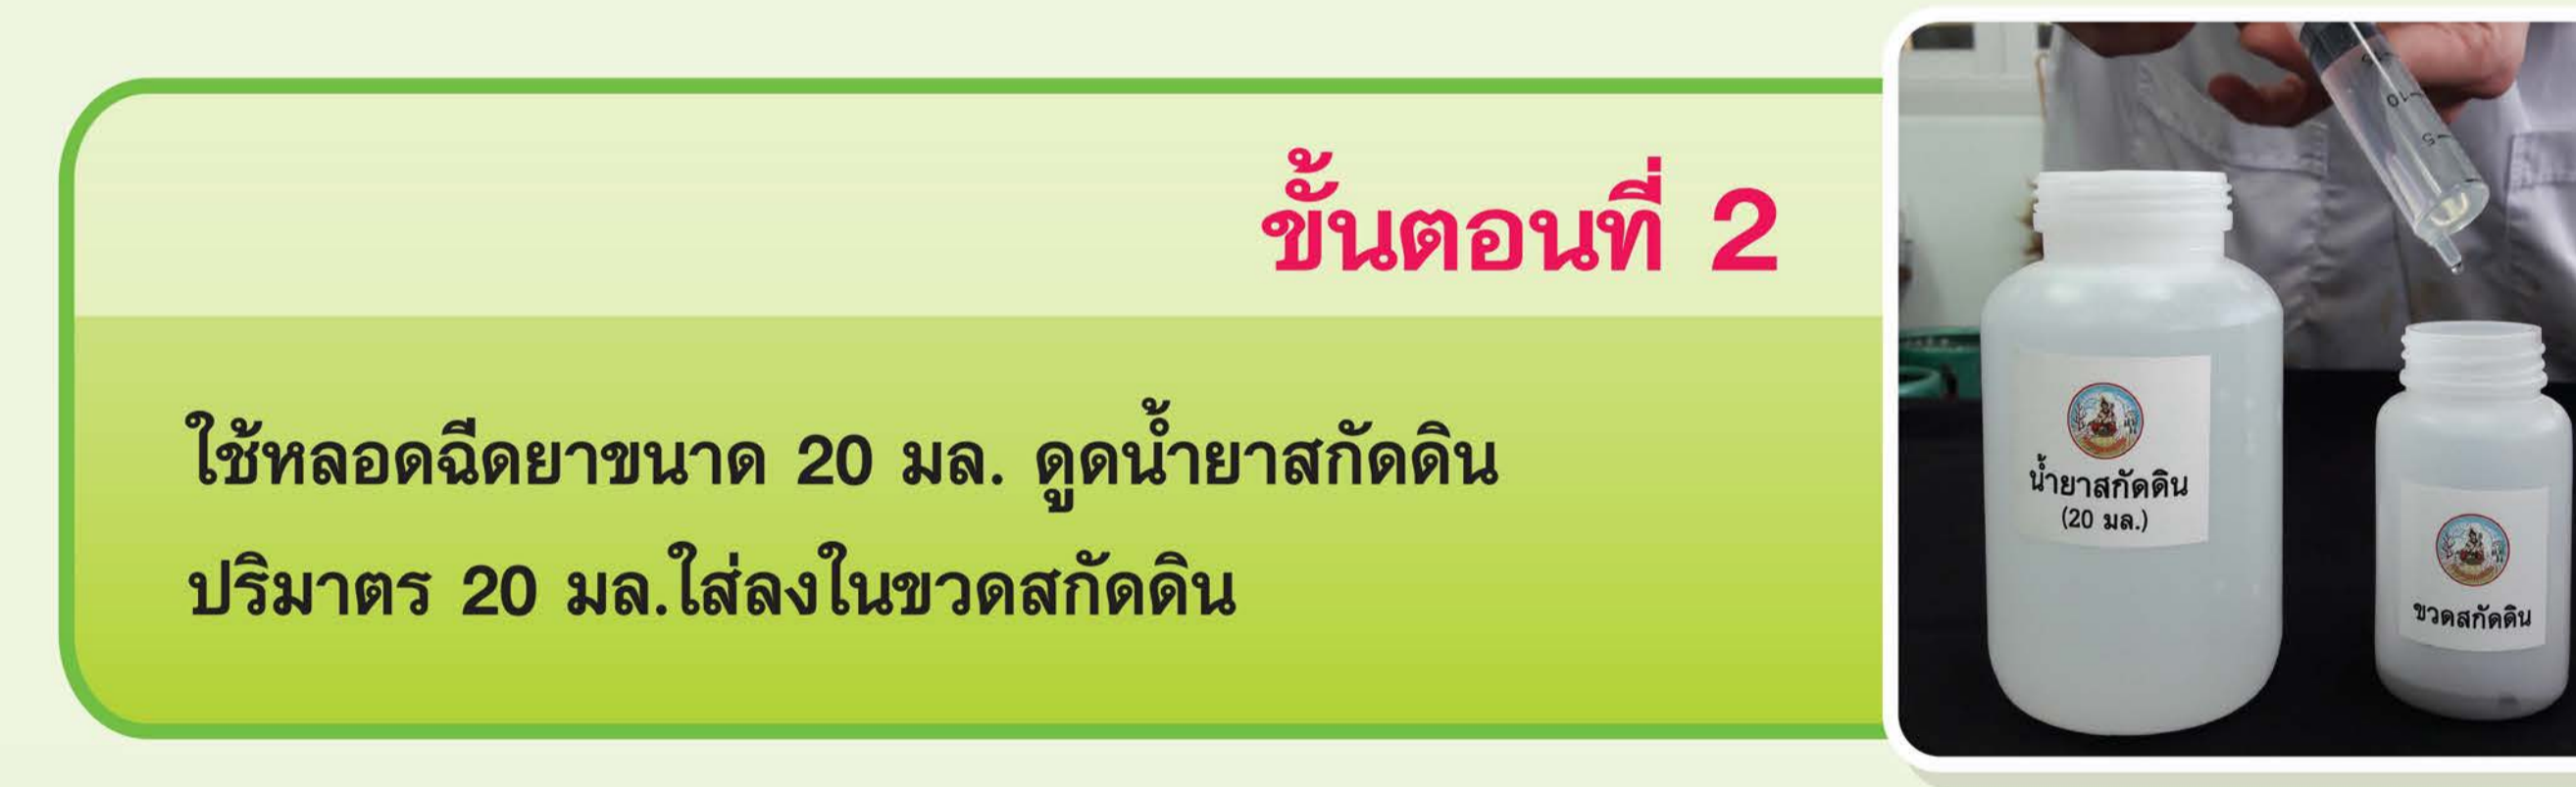 ขั้นตอนที่ 2
ใช้หลอดฉีดยาขนาด 20 มล. ดูดน้ำยาสกัดดิน
ปริมาตร 20 มล.ใส่ลงในขวดสกัดดิน
10
5
น้ำยาสกัดดิน
(20 มล.)
ขวดสกัดดิน